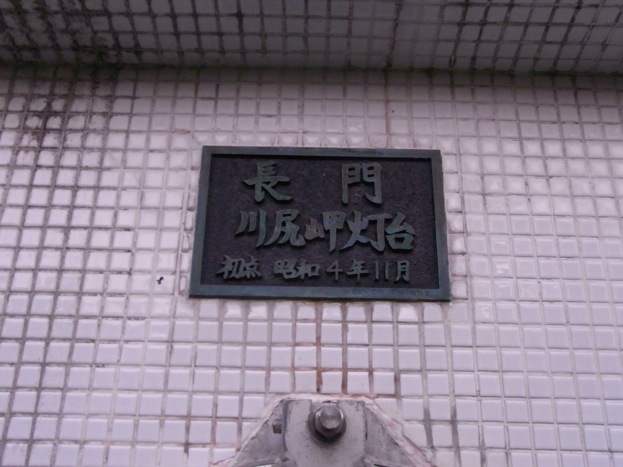 長門
川尻岬灯台
初点 昭和4年11月